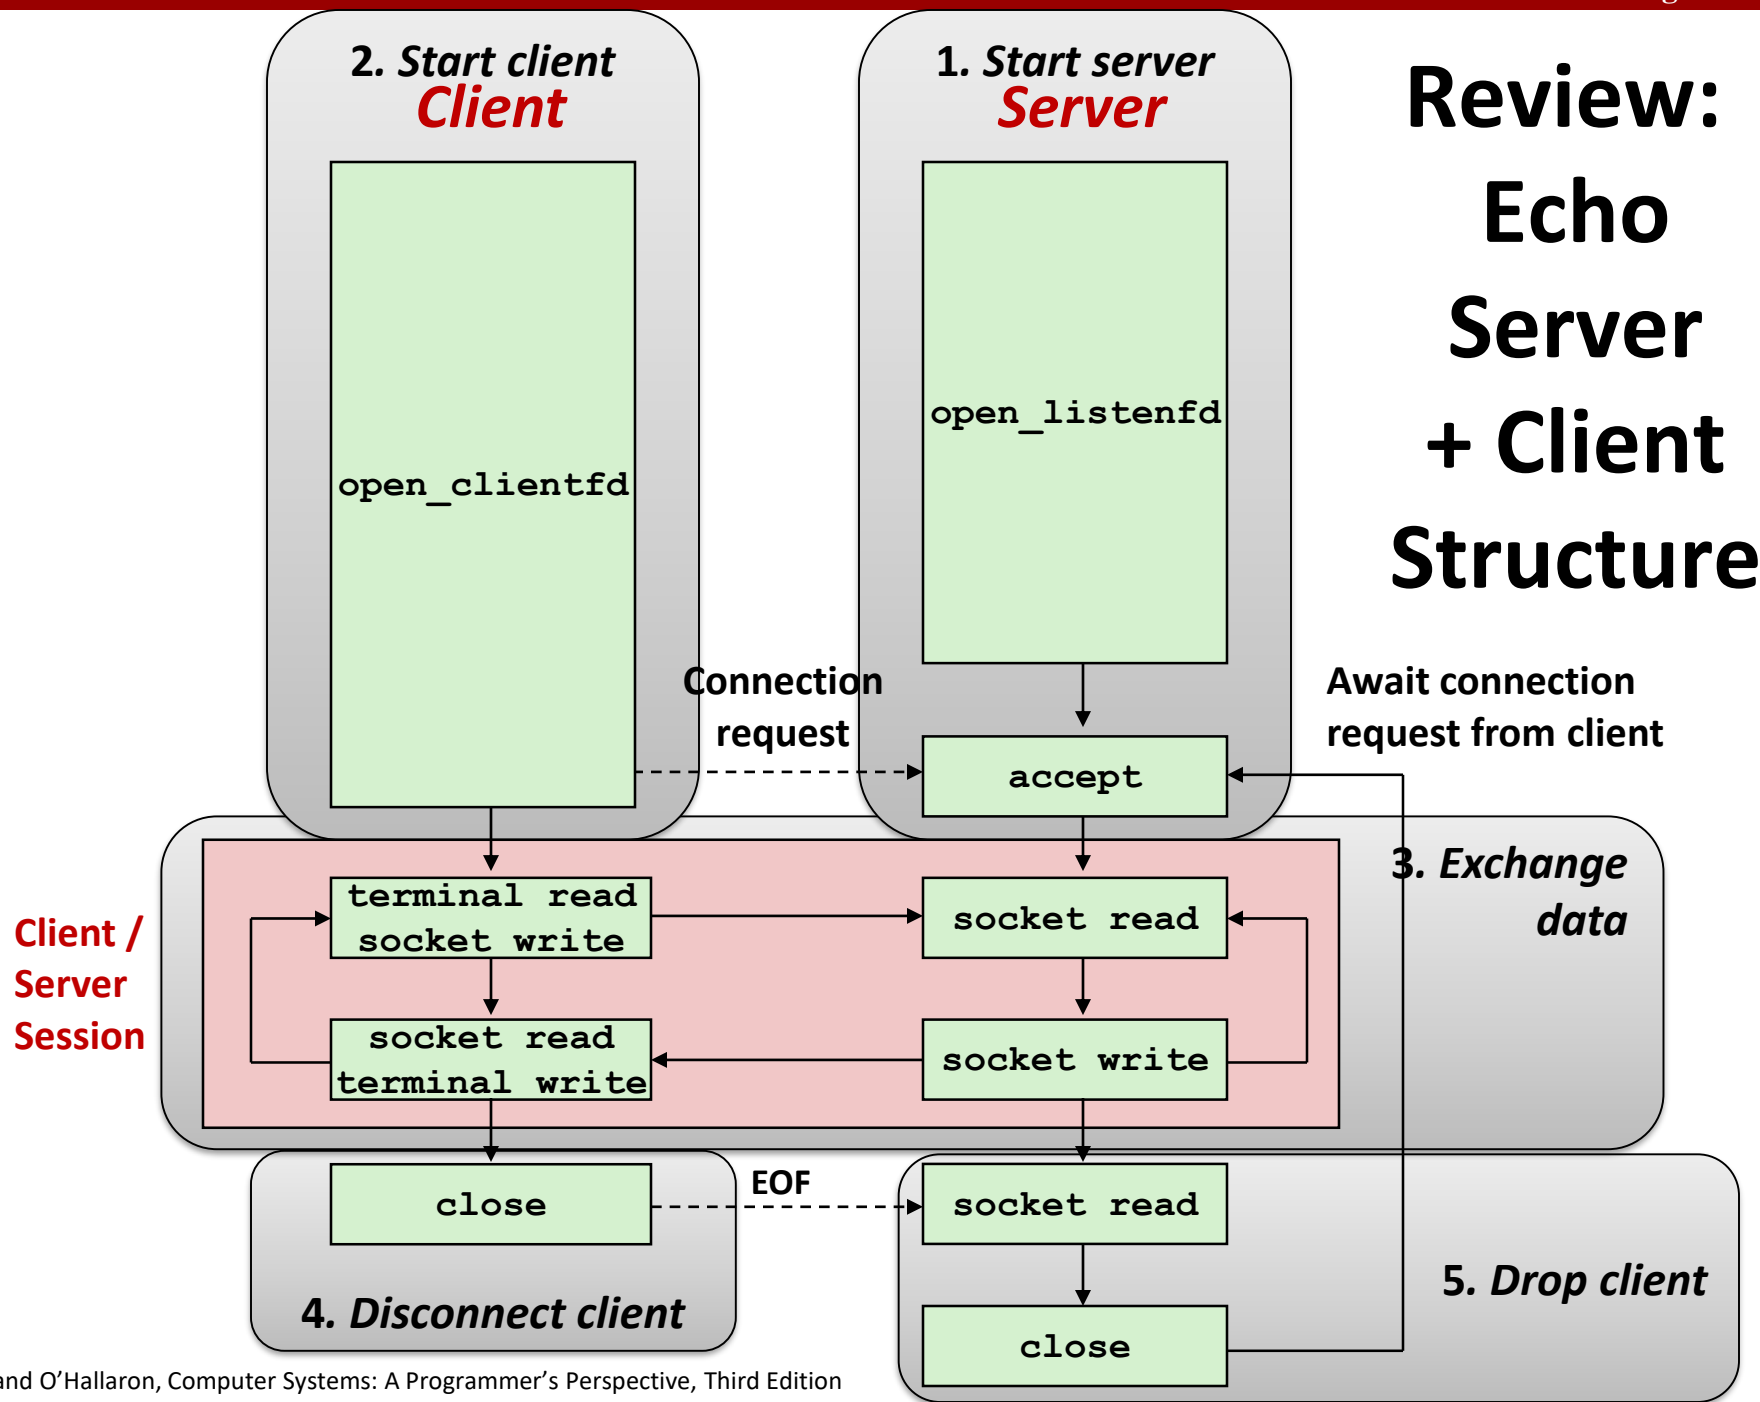 2. Start client
Client
1. Start server
Server
Review:
Echo
Server
+ Client
Structure
open_listenfd
open_clientfd
Connection
request
Await connection
request from client
accept
3. Exchange
data
Client /
Server
Session
terminal read
socket write
socket read
socket read
terminal write
socket write
close
EOF
socket read
4. Disconnect client
5. Drop client
close
and O’Hallaron, Computer Systems: A Programmer’s Perspective, Third Edition